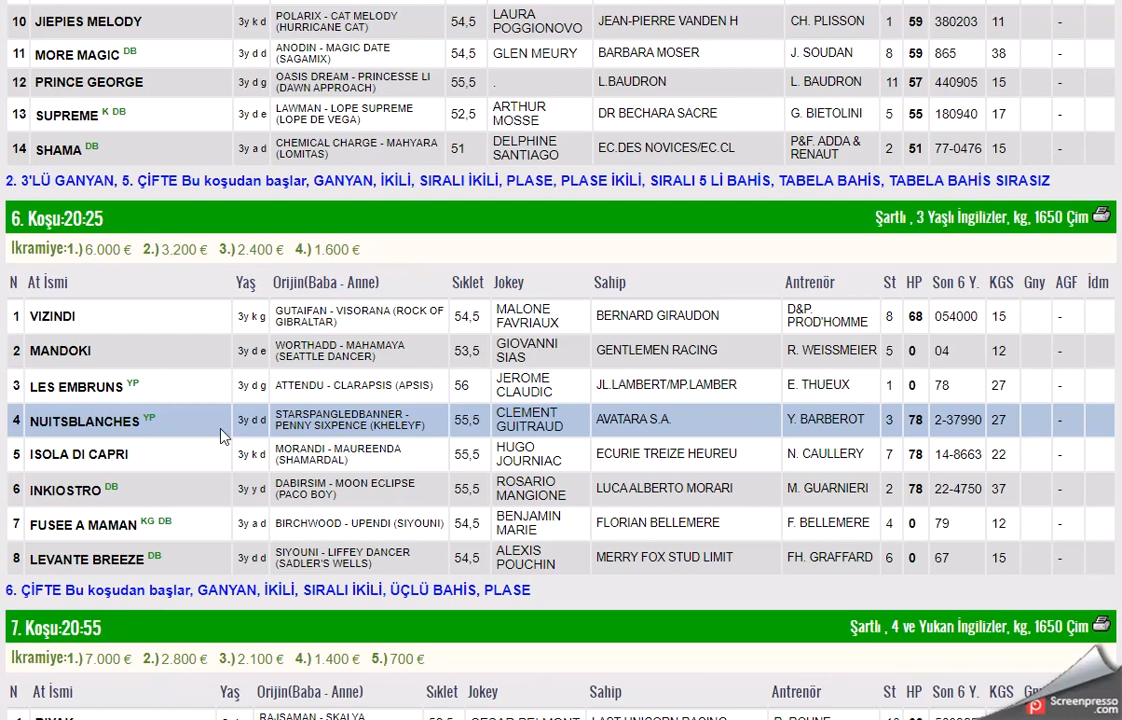 10 JIEPIES MELODY 3y k d POLARIX - CAT MELODY (HURRICANE CAT) 54,5 LAURA POGGIONOVO JEAN-PIERRE VANDEN H CH. PLISSON 1 59 380203 11 -
11 MORE MAGIC DB 3y d d ANODIN - MAGIC DATE (SAGAMIX) 54,5 GLEN MEURY BARBARA MOSER J. SOUDAN 8 59 865 38 -
12 PRINCE GEORGE 3y d g OASIS DREAM - PRINCESSE LI (DAWN APPROACH) 55,5 . L.BAUDRON L. BAUDRON 11 57 440905 15 -
13 SUPREME K DB 3y d e LAWMAN - LOPE SUPREME (LOPE DE VEGA) 52,5 ARTHUR MOSSE DR BECHARA SACRE G. BIETOLINI 5 55 180940 17 -
14 SHAMA DB 3y a d CHEMICAL CHARGE - MAHYARA (LOMITAS) 51 DELPHINE SANTIAGO EC.DES NOVICES/EC.CL P&F. ADDA & RENAUT 2 51 77-0476 15 -
2. 3'LÜ GANYAN, 5. ÇİFTE Bu koşudan başlar, GANYAN, İKİLİ, SIRALI İKİLİ, PLASE, PLASE İKİLİ, SIRALI 5 Lİ BAHİS, TABELA BAHİS, TABELA BAHİS SIRASIZ
6. Koşu:20:25 Şartlı , 3 Yaşlı İngilizler, kg, 1650 Çim
İkramiye:1.) 6.000 € 2.) 3.200 € 3.) 2.400 € 4.) 1.600 €
N At İsmi Yaş Orijin(Baba - Anne) Sıklet Jokey Sahip Antrenör St HP Son 6 Y. KGS Gny AGF İdm
1 VIZINDI 3y k g GUTAIFAN - VISORANA (ROCK OF GIBRALTAR) 54,5 MALONE FAVRIAUX BERNARD GIRAUDON D&P. PROD'HOMME 8 68 054000 15 -
2 MANDOKI 3y d e WORTHADD - MAHAMAYA (SEATTLE DANCER) 53,5 GIOVANNI SIAS GENTLEMEN RACING R. WEISSMEIER 5 0 04 12 -
3 LES EMBRUNS YP 3y d g ATTENDU - CLARAPSIS (APSIS) 56 JEROME CLAUDIC JL.LAMBERT/MP.LAMBER E. THUEUX 1 0 78 27 -
4 NUITSBLANCHES YP 3y d d STARSPANGLEDBANNER - PENNY SIXPENCE (KHELEYF) 55,5 CLEMENT GUITRAUD AVATARA S.A. Y. BARBEROT 3 78 2-37990 27 -
5 ISOLA DI CAPRI 3y k d MORANDI - MAUREENDA (SHAMARDAL) 55,5 HUGO JOURNIAC ECURIE TREIZE HEUREU N. CAULLERY 7 78 14-8663 22 -
6 INKIOSTRO DB 3y y d DABIRSIM - MOON ECLIPSE (PACO BOY) 55,5 ROSARIO MANGIONE LUCA ALBERTO MORARI M. GUARNIERI 2 78 22-4750 37 -
7 FUSEE A MAMAN KG DB 3y a d BIRCHWOOD - UPENDI (SIYOUNI) 54,5 BENJAMIN MARIE FLORIAN BELLEMERE F. BELLEMERE 4 0 79 12 -
8 LEVANTE BREEZE DB 3y d d SIYOUNI - LIFFEY DANCER (SADLER'S WELLS) 54,5 ALEXIS POUCHIN MERRY FOX STUD LIMIT FH. GRAFFARD 6 0 67 15 -
6. ÇİFTE Bu koşudan başlar, GANYAN, İKİLİ, SIRALI İKİLİ, ÜÇLÜ BAHİS, PLASE
7. Koşu:20:55 Şartlı , 4 ve Yukarı İngilizler, kg, 1650 Çim
İkramiye:1.) 7.000 € 2.) 2.800 € 3.) 2.100 € 4.) 1.400 € 5.) 700 €
N At İsmi Yaş Orijin(Baba - Anne) Sıklet Jokey Sahip Antrenör St HP Son 6 Y. KGS
RAJSAMAN - SKALYA
Screenpresso.com